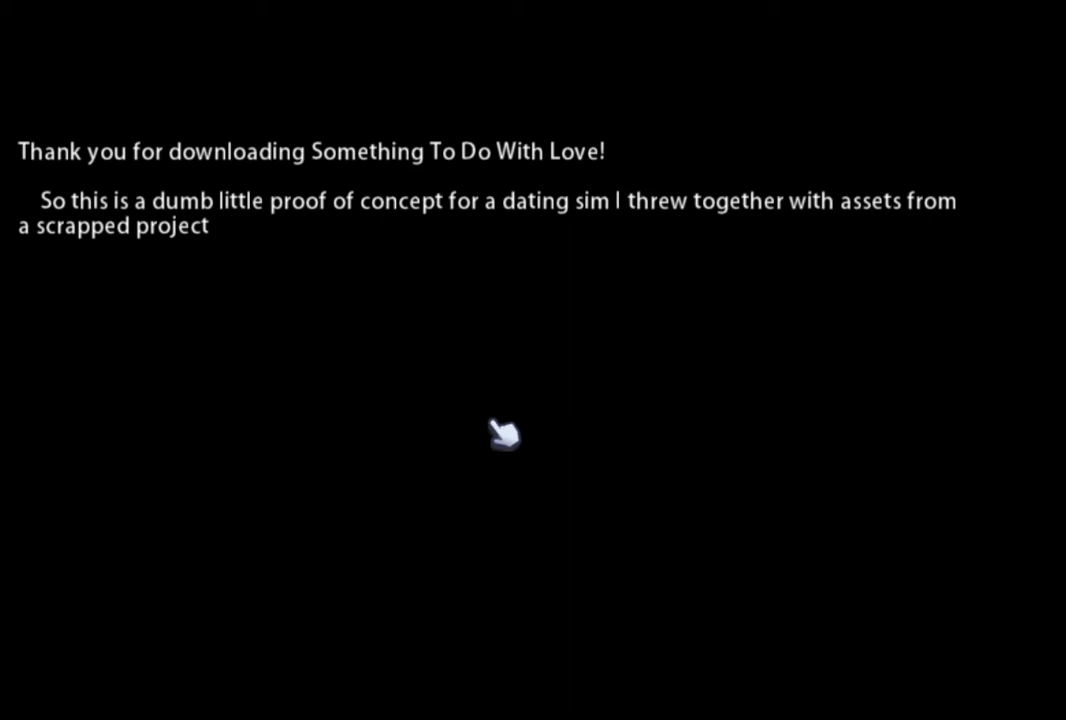 Thank you for downloading Something To Do With Love!
So this is a dumb little proof of concept for a dating sim I threw together with assets from
a scrapped project